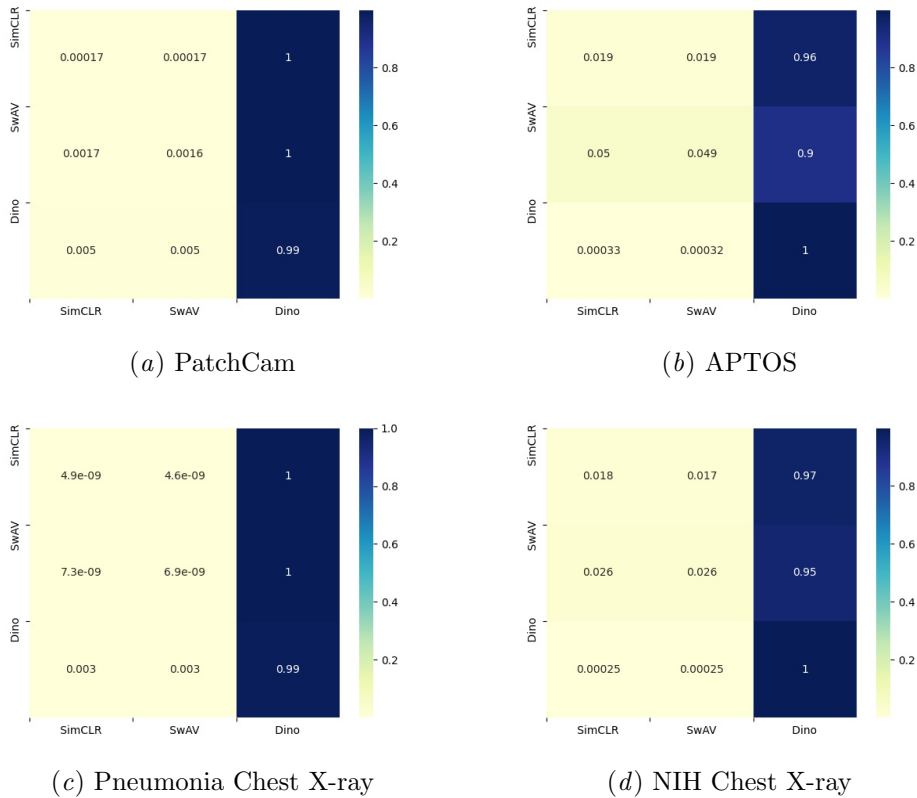 SimCLR
0.00017 0.00017 1
SwAV
0.0017 0.0016 1
Dino
0.005 0.005 0.99
SimCLR SwAV Dino
0.8
0.6
0.4
0.2
(a) PatchCam
SimCLR
0.019 0.019 0.96
SwAV
0.05 0.049 0.9
Dino
0.00033 0.00032 1
SimCLR SwAV Dino
0.8
0.6
0.4
0.2
(b) APTOS
SimCLR
4.9e-09 4.6e-09 1
SwAV
7.3e-09 6.9e-09 1
Dino
0.003 0.003 0.99
SimCLR SwAV Dino
1.0
0.8
0.6
0.4
0.2
(c) Pneumonia Chest X-ray
SimCLR
0.018 0.017 0.97
SwAV
0.026 0.026 0.95
Dino
0.00025 0.00025 1
SimCLR SwAV Dino
0.8
0.6
0.4
0.2
(d) NIH Chest X-ray